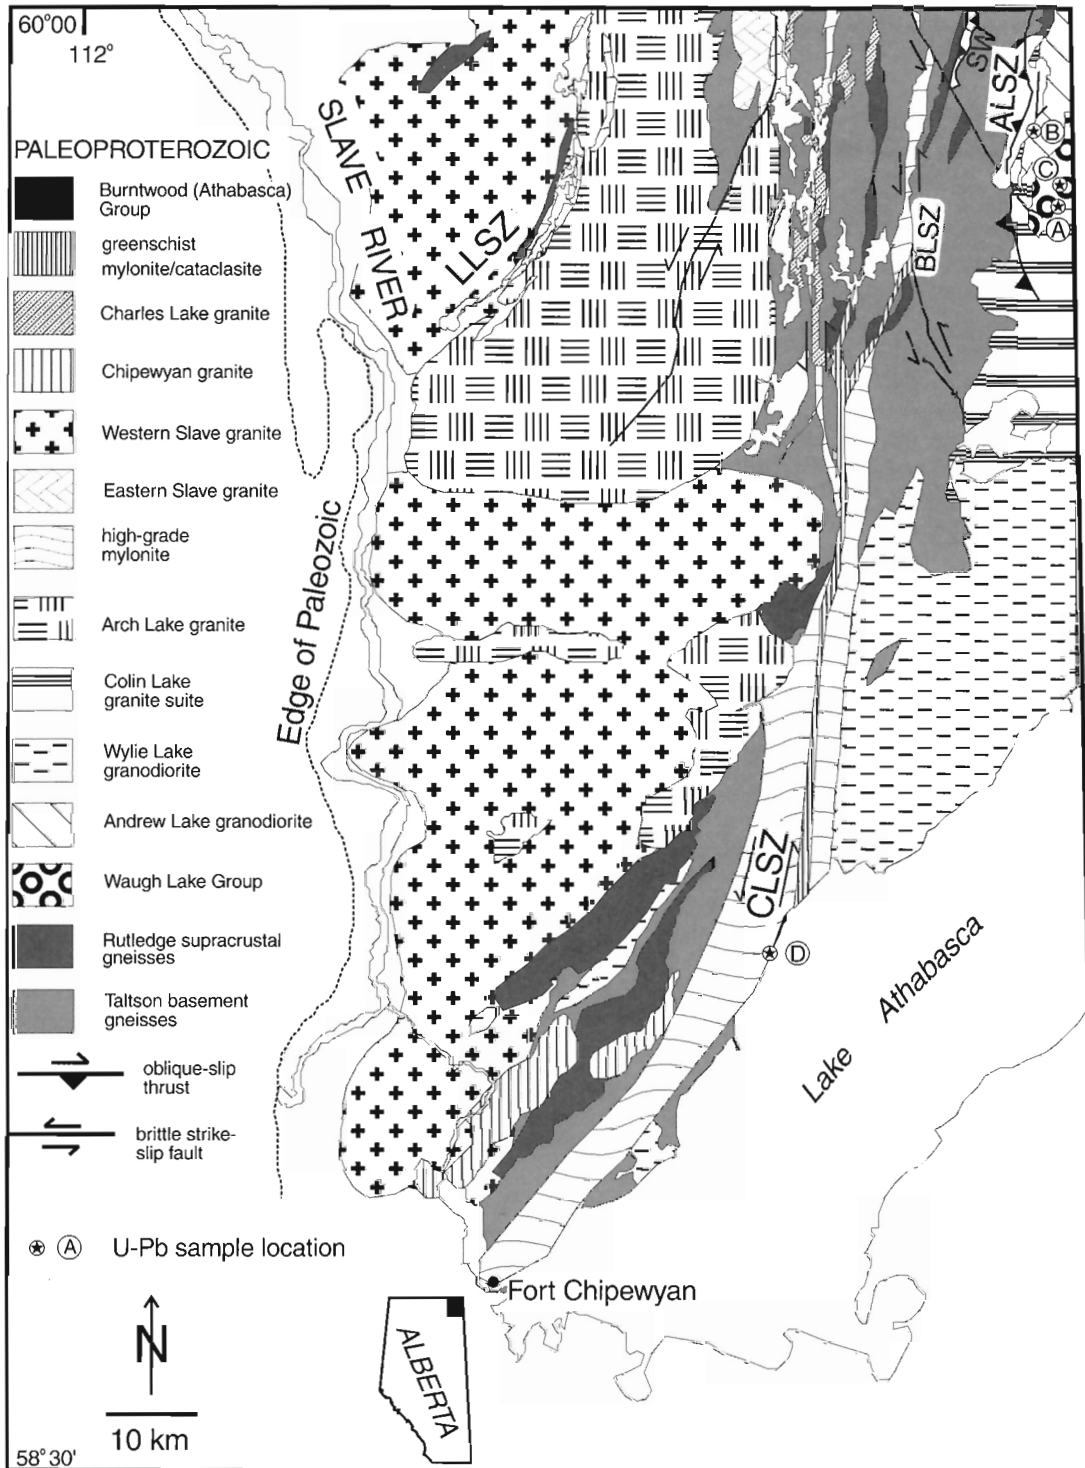 60°00'
112°
PALEOPROTEROZOIC
Burntwood (Athabasca)
Group
greenschist
mylonite/cataclasite
Charles Lake granite
Chipewyan granite
Western Slave granite
Eastern Slave granite
high-grade
mylonite
Arch Lake granite
Colin Lake
granite suite
Wylie Lake
granodiorite
Andrew Lake granodiorite
Waugh Lake Group
Rutledge supracrustal
gneisses
Taltson basement
gneisses
oblique-slip
thrust
brittle strike-
slip fault
A
U-Pb sample location
N
10 km
58°30'
SLAVE RIVER
LLSZ
Edge of Paleozoic
SW
ALSZ
B
C
A
BLSZ
CLSZ
D
Lake Athabasca
Fort Chipewyan
ALBERTA